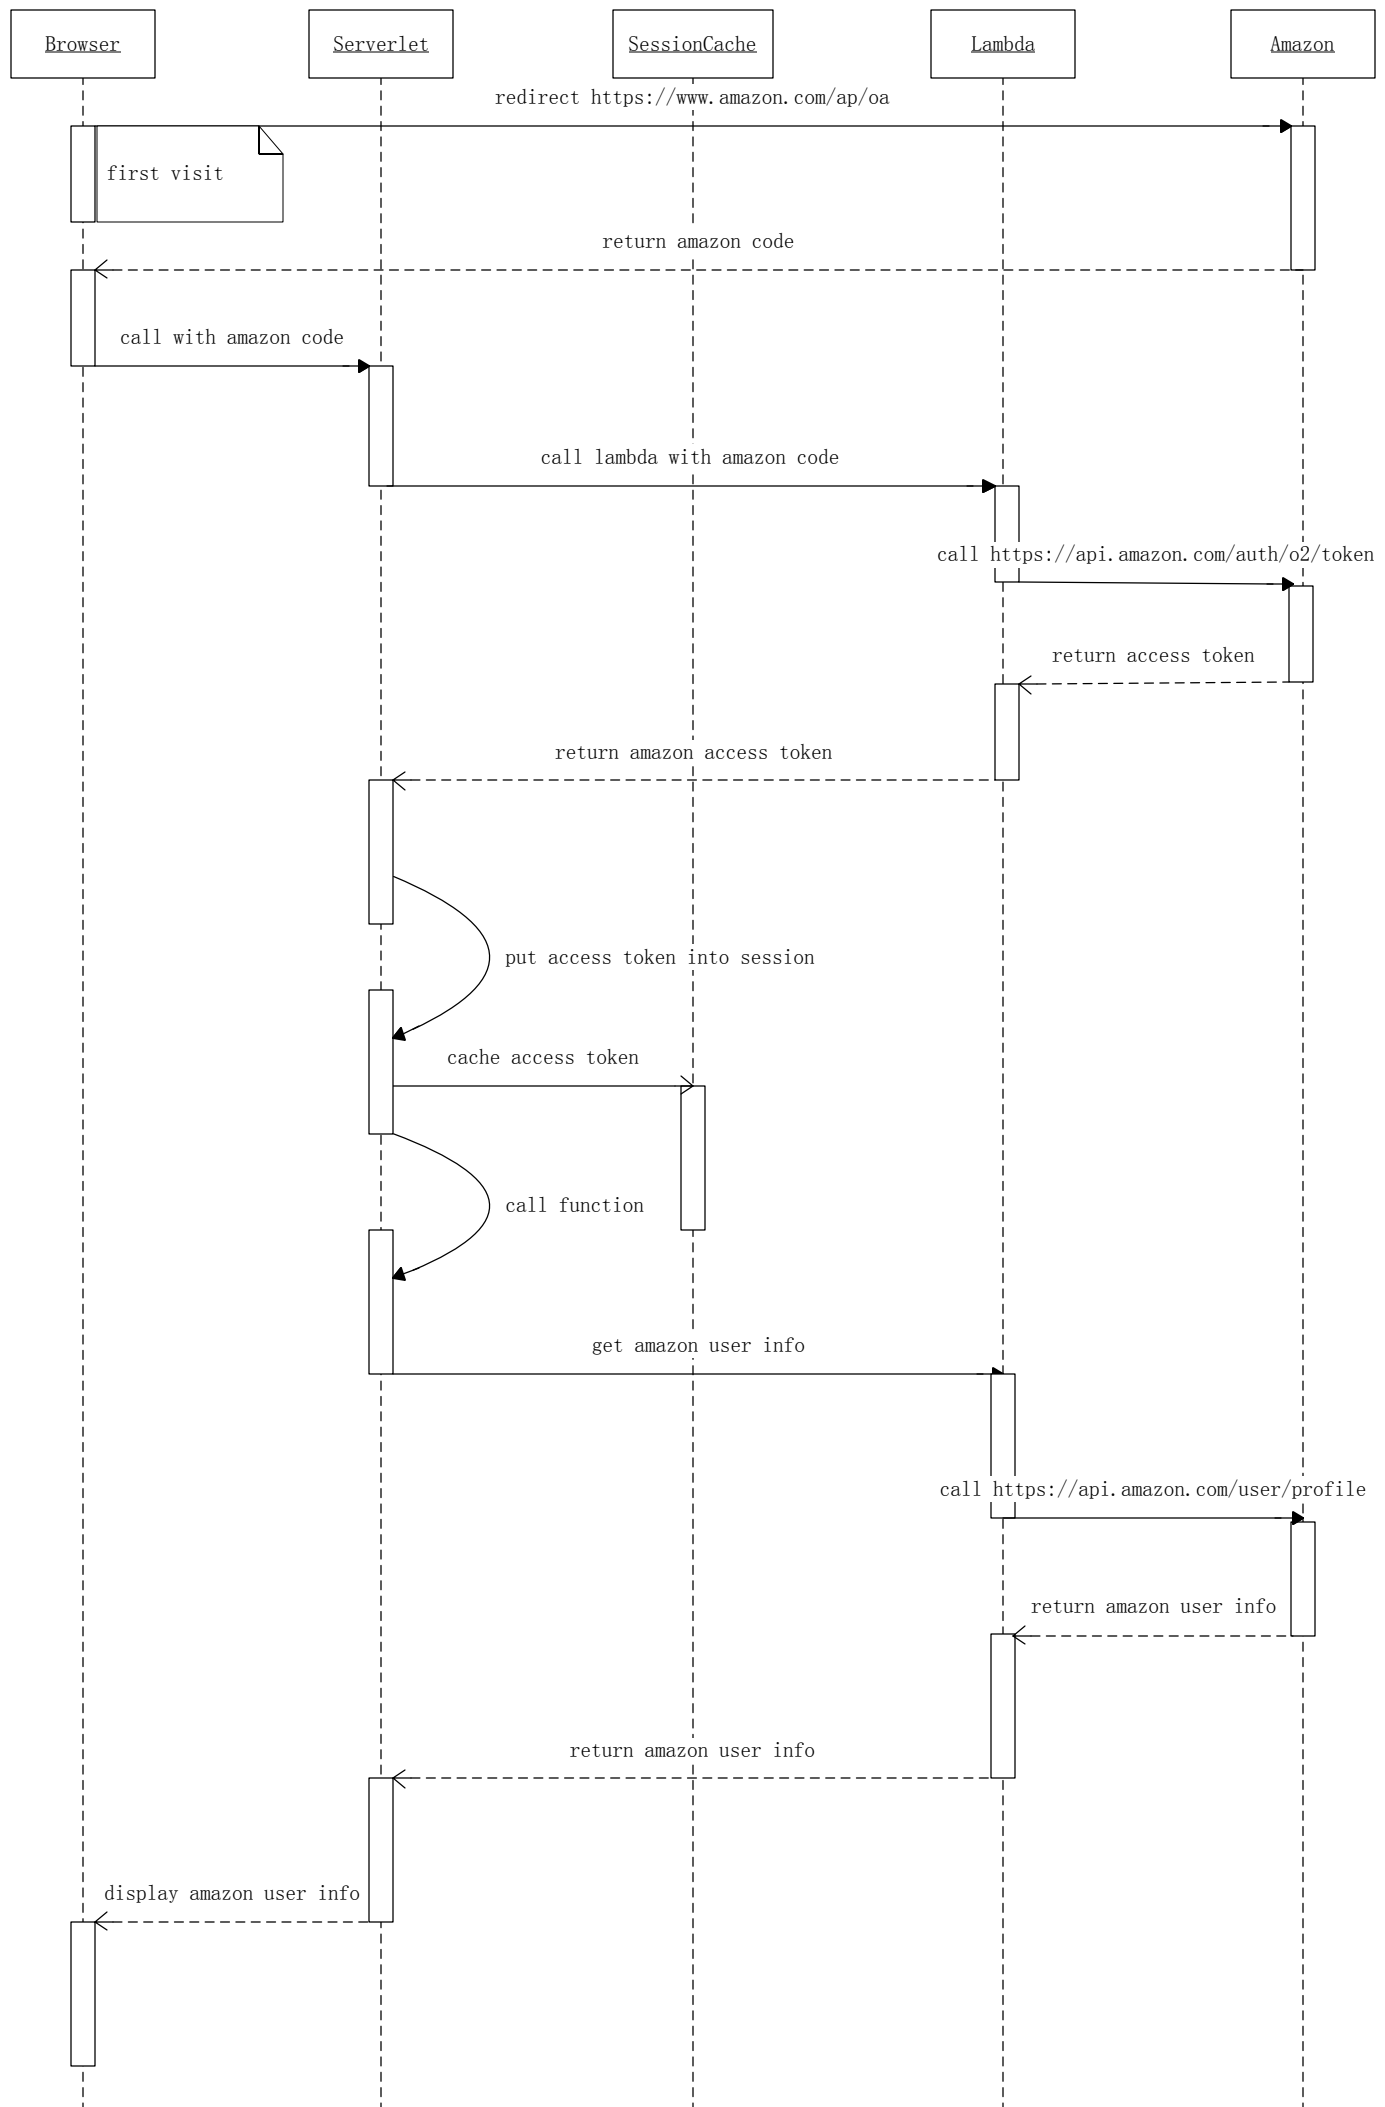 Browser
Serverlet
SessionCache
Lambda
Amazon
redirect https://www.amazon.com/ap/oa
first visit
return amazon code
call with amazon code
call lambda with amazon code
call https://api.amazon.com/auth/o2/token
return access token
return amazon access token
put access token into session
cache access token
call function
get amazon user info
call https://api.amazon.com/user/profile
return amazon user info
return amazon user info
display amazon user info